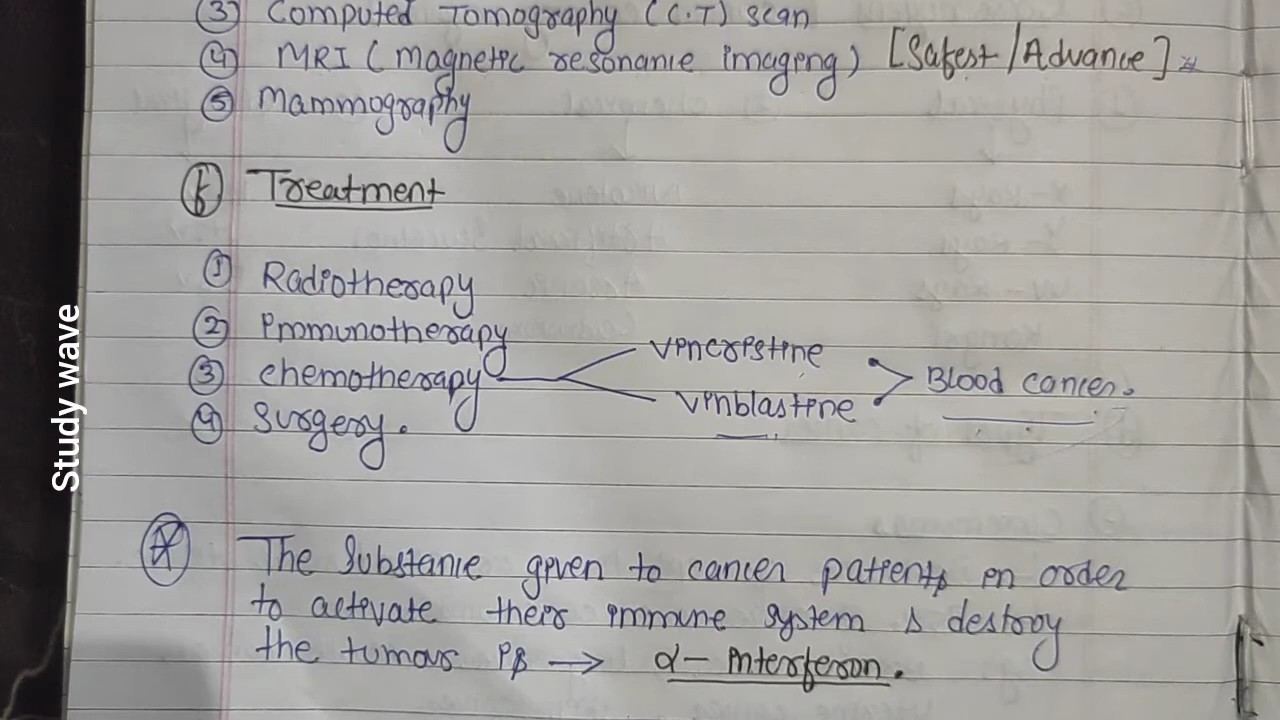 ③ Computed Tomography (C.T) scan
④ MRI (Magnetic resonance imaging) [Safest/Advance]
⑤ Mammography
ⓕ Treatment
① Radiotherapy
② Immunotherapy
③ chemotherapy
vincristine
vinblastine
Blood cancer.
④ Surgery.
The Substance given to cancer patients in order
to activate their immune system & destroy
the tumour is → α- Interferon.
Study wave